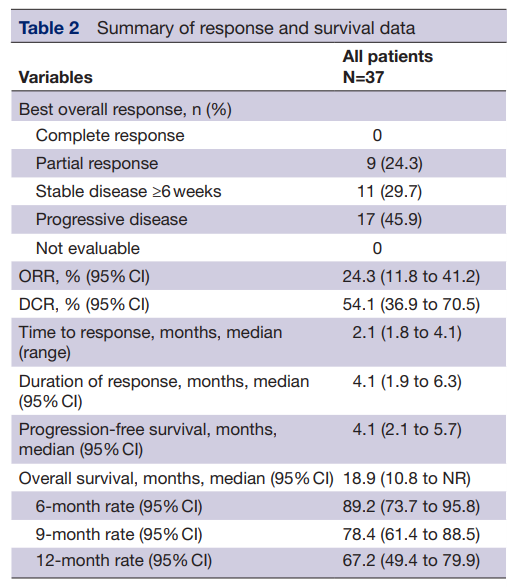 Table 2 Summary of response and survival data
All patients
Variables N=37
Best overall response, n (%)
Complete response 0
Partial response 9 (24.3)
Stable disease ≥6 weeks 11 (29.7)
Progressive disease 17 (45.9)
Not evaluable 0
ORR, % (95% CI) 24.3 (11.8 to 41.2)
DCR, % (95% CI) 54.1 (36.9 to 70.5)
Time to response, months, median 2.1 (1.8 to 4.1)
(range)
Duration of response, months, median 4.1 (1.9 to 6.3)
(95% CI)
Progression-free survival, months, 4.1 (2.1 to 5.7)
median (95% CI)
Overall survival, months, median (95% CI) 18.9 (10.8 to NR)
6-month rate (95% CI) 89.2 (73.7 to 95.8)
9-month rate (95% CI) 78.4 (61.4 to 88.5)
12-month rate (95% CI) 67.2 (49.4 to 79.9)